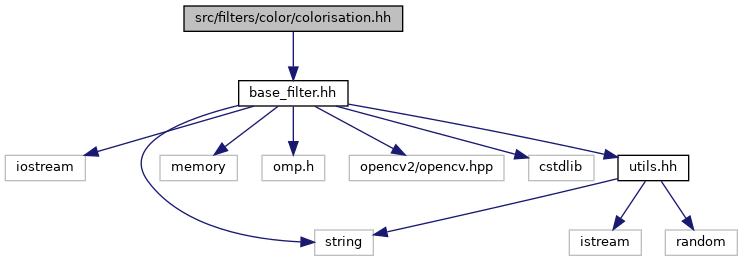 src/filters/color/colorisation.hh
base_filter.hh
iostream
memory
omp.h
opencv2/opencv.hpp
cstdlib
utils.hh
string
istream
random